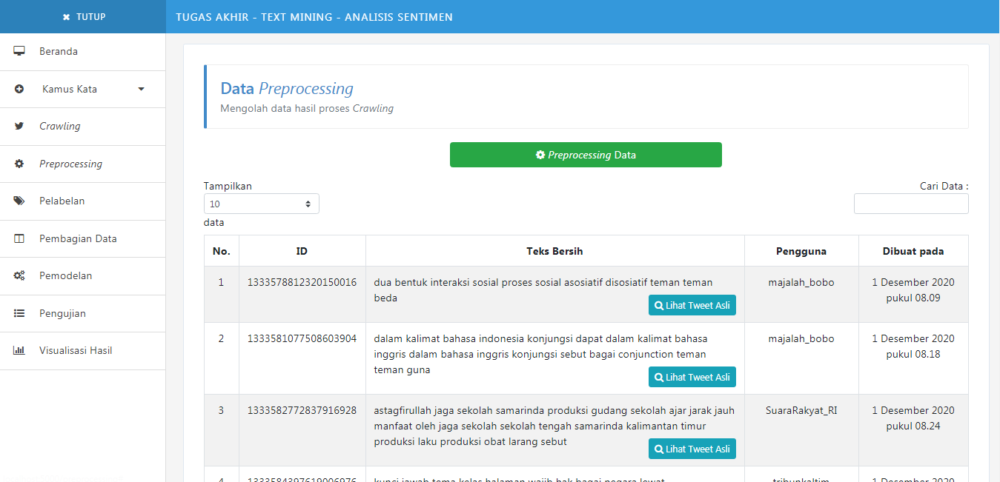 TUTUP
TUGAS AKHIR - TEXT MINING - ANALISIS SENTIMEN
Beranda
Kamus Kata
Crawling
Preprocessing
Pelabelan
Pembagian Data
Pemodelan
Pengujian
Visualisasi Hasil
Data Preprocessing
Mengolah data hasil proses Crawling
Preprocessing Data
Tampilkan
10
data
Cari Data :
No. ID Teks Bersih Pengguna Dibuat pada
1 1333578812320150016 dua bentuk interaksi sosial proses sosial asosiatif disosiatif teman teman majalah_bobo 1 Desember 2020
beda pukul 08.09
Lihat Tweet Asli
2 1333581077508603904 dalam kalimat bahasa indonesia konjungsi dapat dalam kalimat bahasa majalah_bobo 1 Desember 2020
inggris dalam bahasa inggris konjungsi sebut bagai conjunction teman pukul 08.18
teman guna
Lihat Tweet Asli
3 1333582772837916928 astagfirullah jaga sekolah samarinda produksi gudang sekolah ajar jarak jauh SuaraRakyat_RI 1 Desember 2020
manfaat oleh jaga sekolah sekolah tengah samarinda kalimantan timur pukul 08.24
produksi laku produksi obat larang sebut
Lihat Tweet Asli
4 1333584397619006976 kunci jawab tema kelas halaman wajib hak bagai negara lewat tribunkaltim 1 Desember 2020